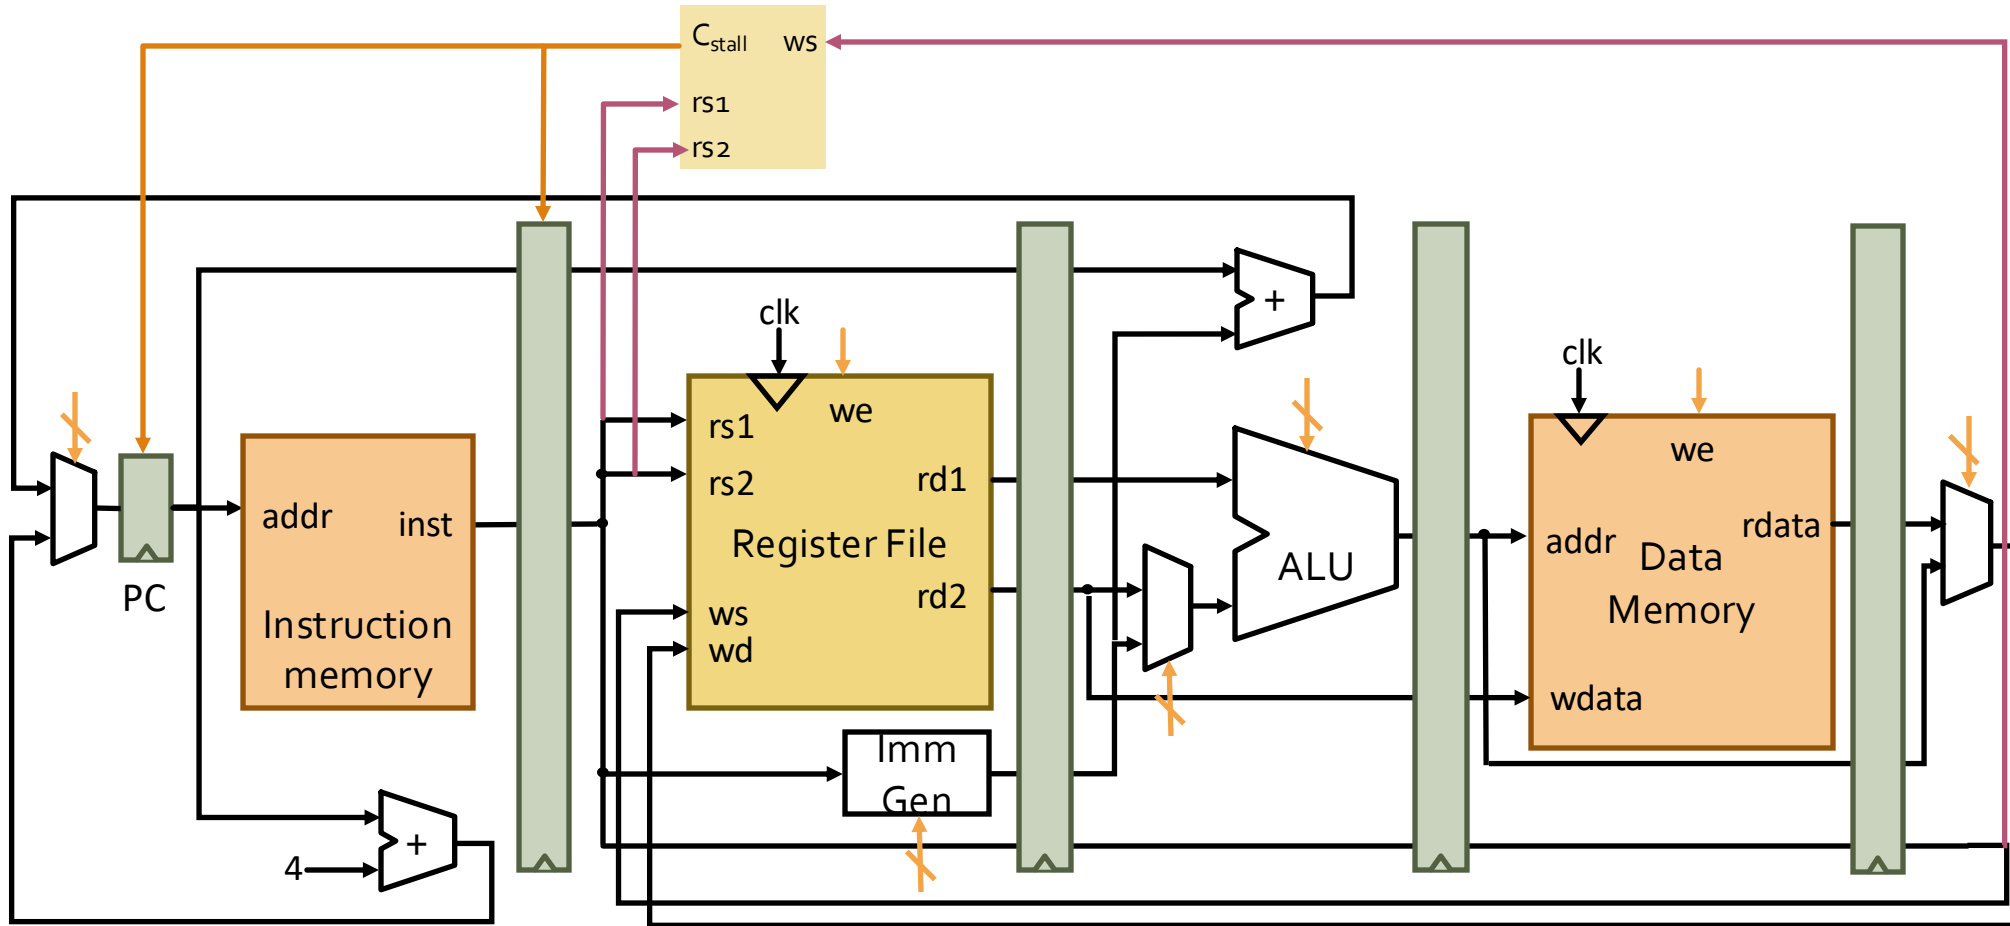 Cstall
ws
rs1
rs2
clk
we
rs1
rs2
rd1
Register File
rd2
ws
wd
PC
addr
inst
Instruction
memory
Imm
Gen
4
+
+
ALU
clk
we
addr
rdata
Data
Memory
wdata